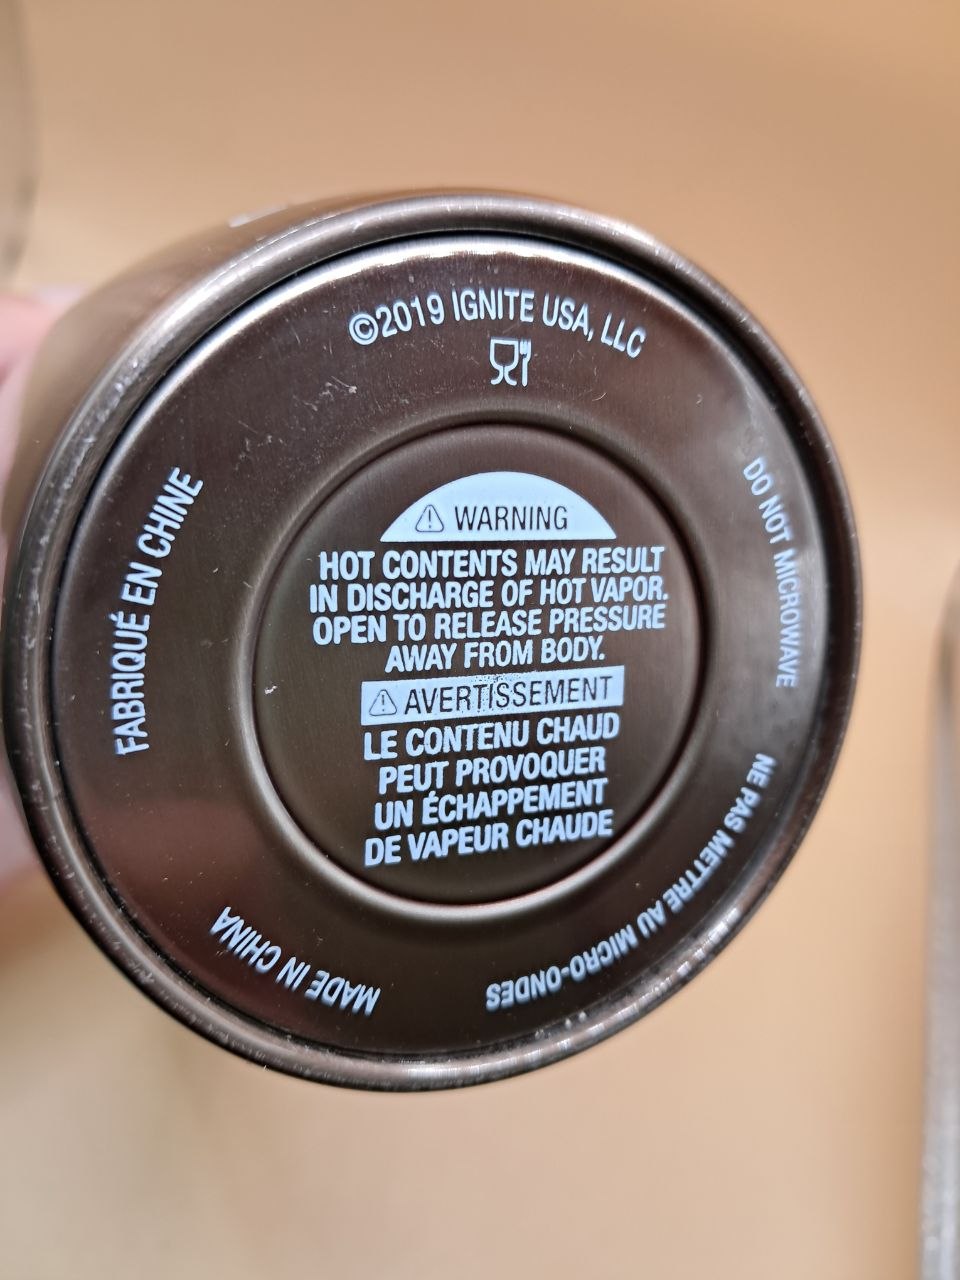 ©2019 IGNITE USA, LLC
WARNING
HOT CONTENTS MAY RESULT
IN DISCHARGE OF HOT VAPOR.
OPEN TO RELEASE PRESSURE
AWAY FROM BODY.
AVERTISSEMENT
LE CONTENU CHAUD
PEUT PROVOQUER
UN ÉCHAPPEMENT
DE VAPEUR CHAUDE
DO NOT MICROWAVE
NE PAS METTRE AU MICRO-ONDES
MADE IN CHINA
FABRIQUÉ EN CHINE